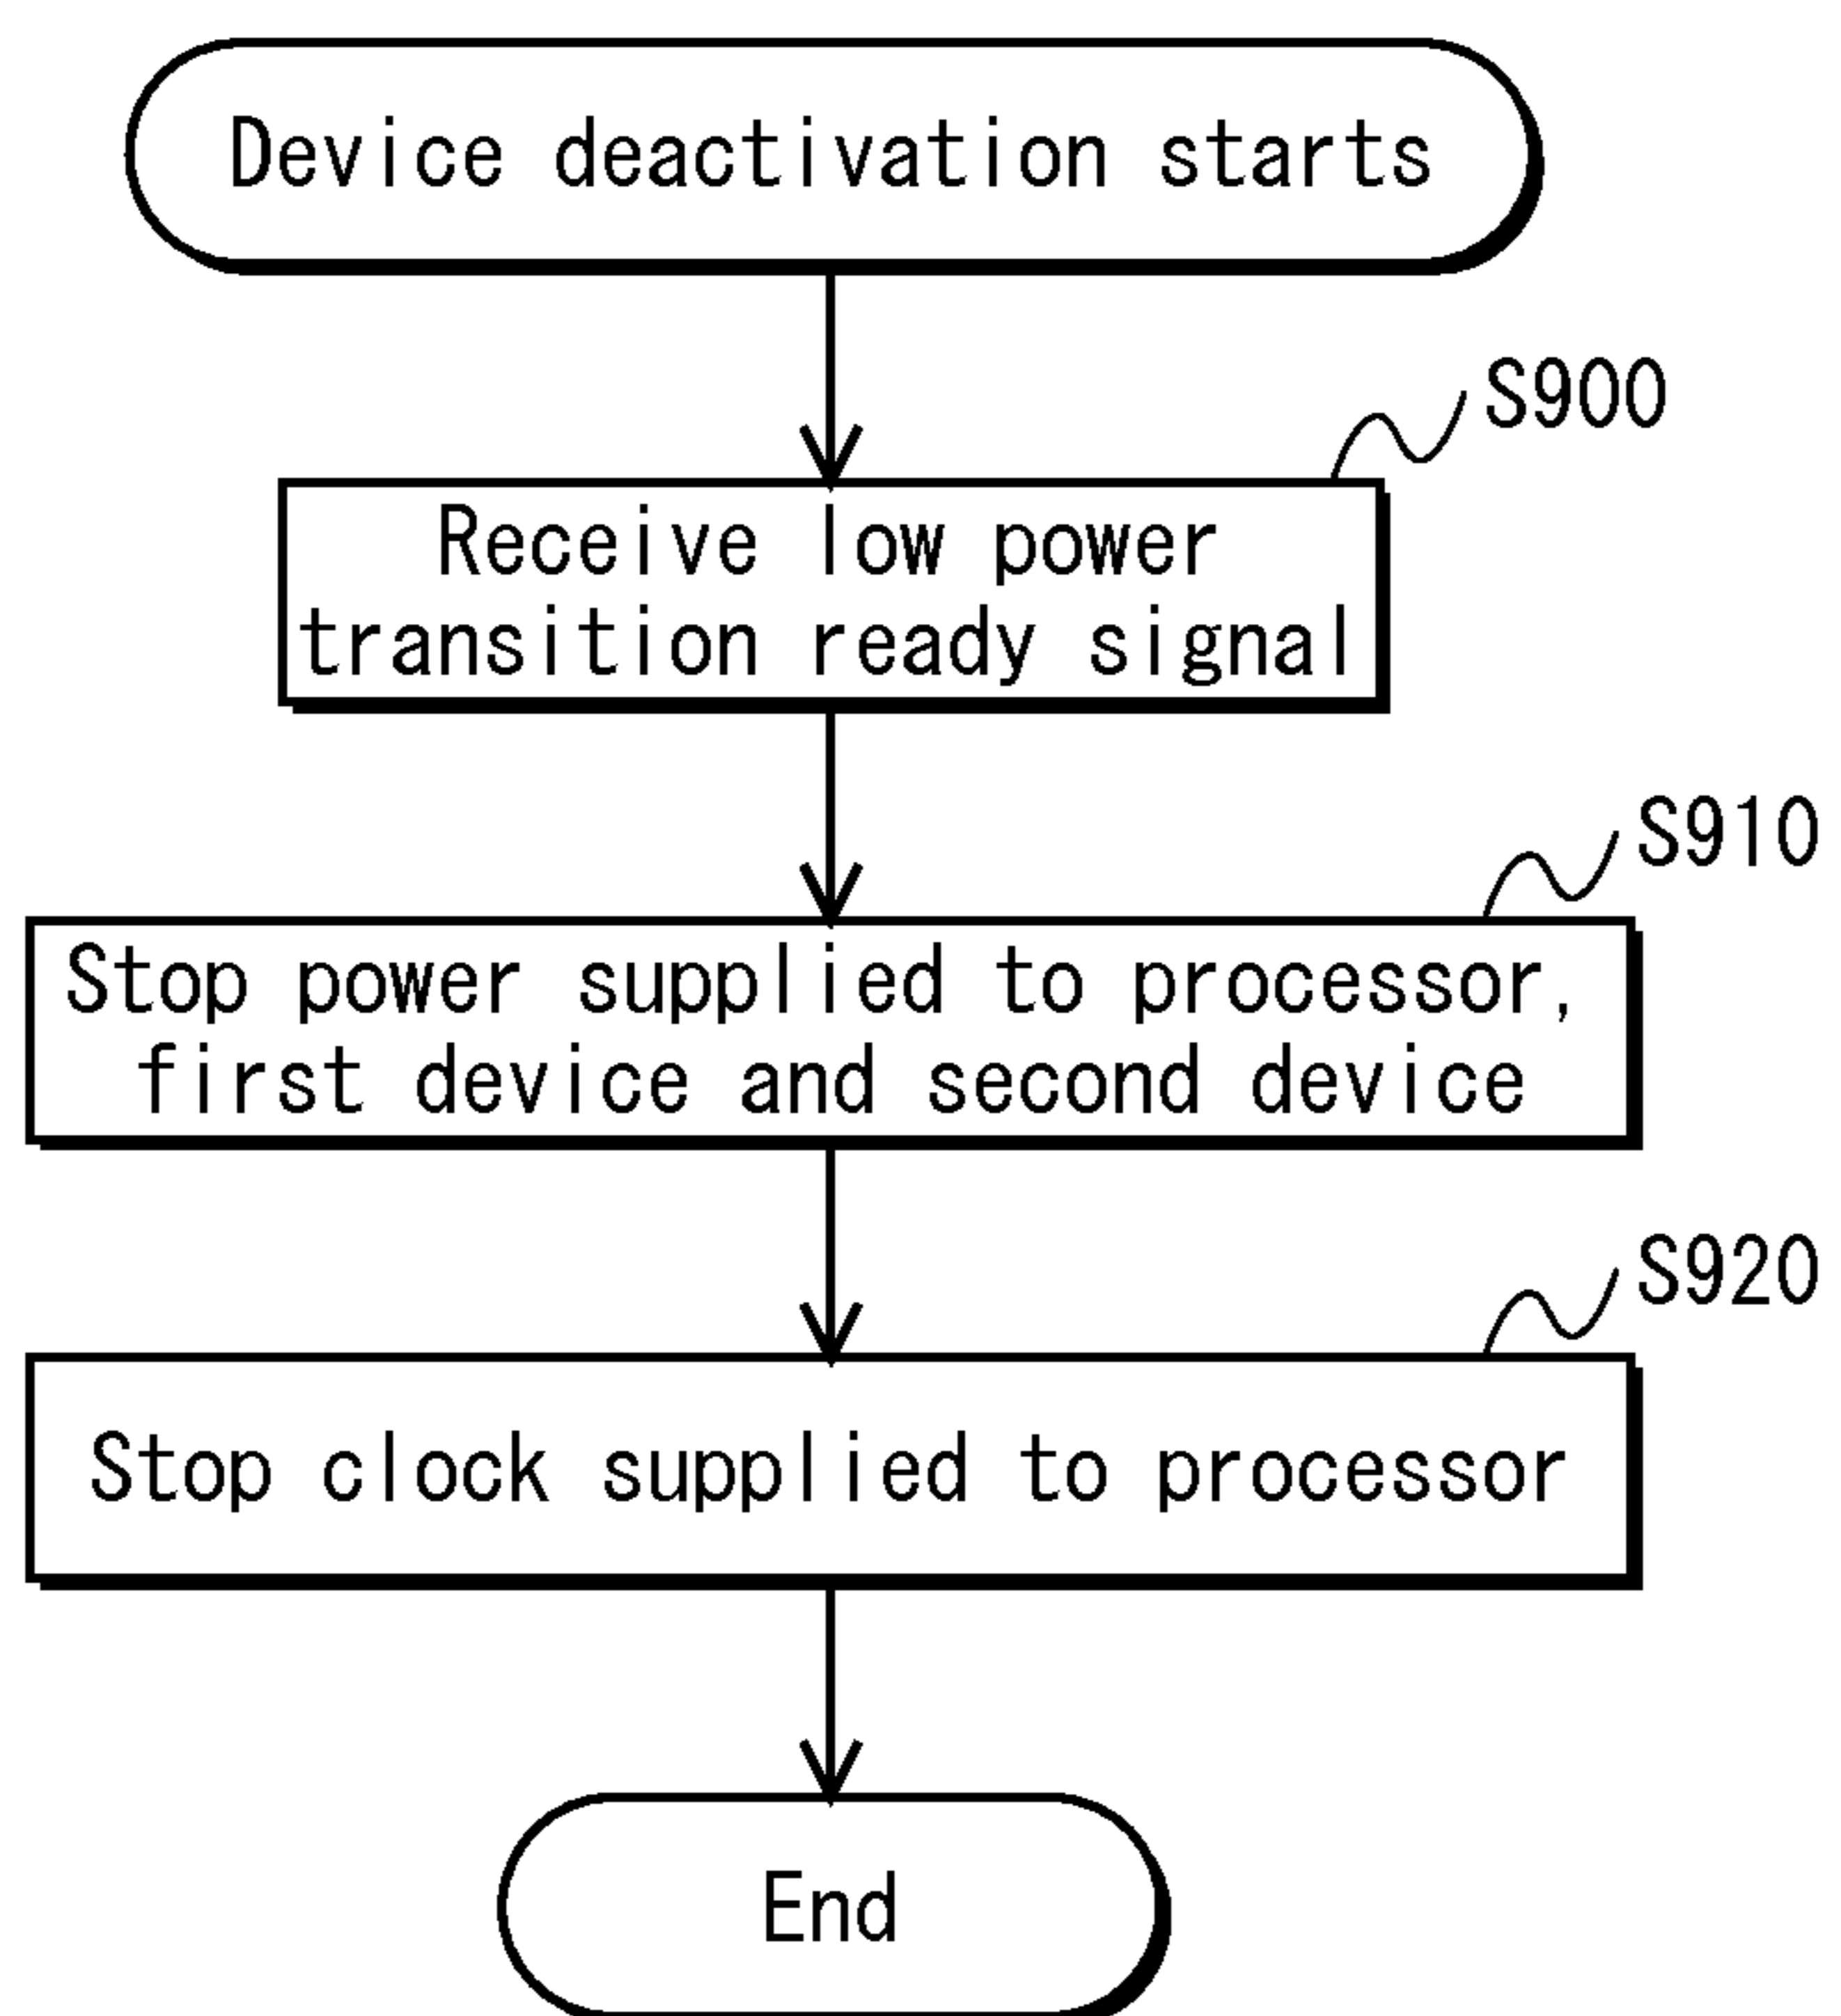 Device deactivation starts
S900
Receive low power
transition ready signal
S910
Stop power supplied to processor,
first device and second device
S920
Stop clock supplied to processor
End